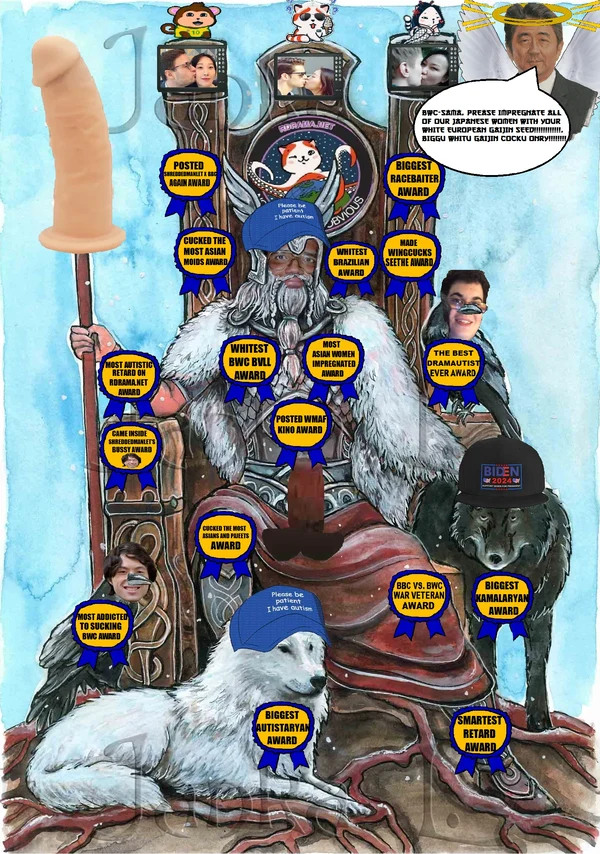 RDRAMA.NET
OBVIOUS
BWC-SAMA, PREASE IMPREGNATE ALL
OF OUR JAPANESE WOMEN WITH YOUR
WHITE EUROPEAN GAIJIN SEED!!!!!!!!!!!!,
BIGGU WHITU GAIJIN COCKU ONRY!!!!!!!!
POSTED
SHREDDEDMANLET X BBC
AGAIN AWARD
BIGGEST
RACEBAITER
AWARD
Please be
patient
I have autism
CUCKED THE
MOST ASIAN
MOIDS AWARD
WHITEST
BRAZILIAN
AWARD
MADE
WINGCUCKS
SEETHE AWARD
MOST AUTISTIC
RETARD ON
RDRAMA.NET
AWARD
WHITEST
BWC BVLL
AWARD
MOST
ASIAN WOMEN
IMPREGNATED
AWARD
THE BEST
DRAMAUTIST
EVER AWARD
CAME INSIDE
SHREDDEDMANLET'S
BUSSY AWARD
POSTED WMAF
KINO AWARD
BIDEN
2024
CUCKED THE MOST
ASIANS AND PAJEETS
AWARD
MOST ADDICTED
TO SUCKING
BWC AWARD
Please be
patient
I have autism
BBC VS. BWC
WAR VETERAN
AWARD
BIGGEST
KAMALARYAN
AWARD
BIGGEST
AUTISTARYAN
AWARD
SMARTEST
RETARD
AWARD